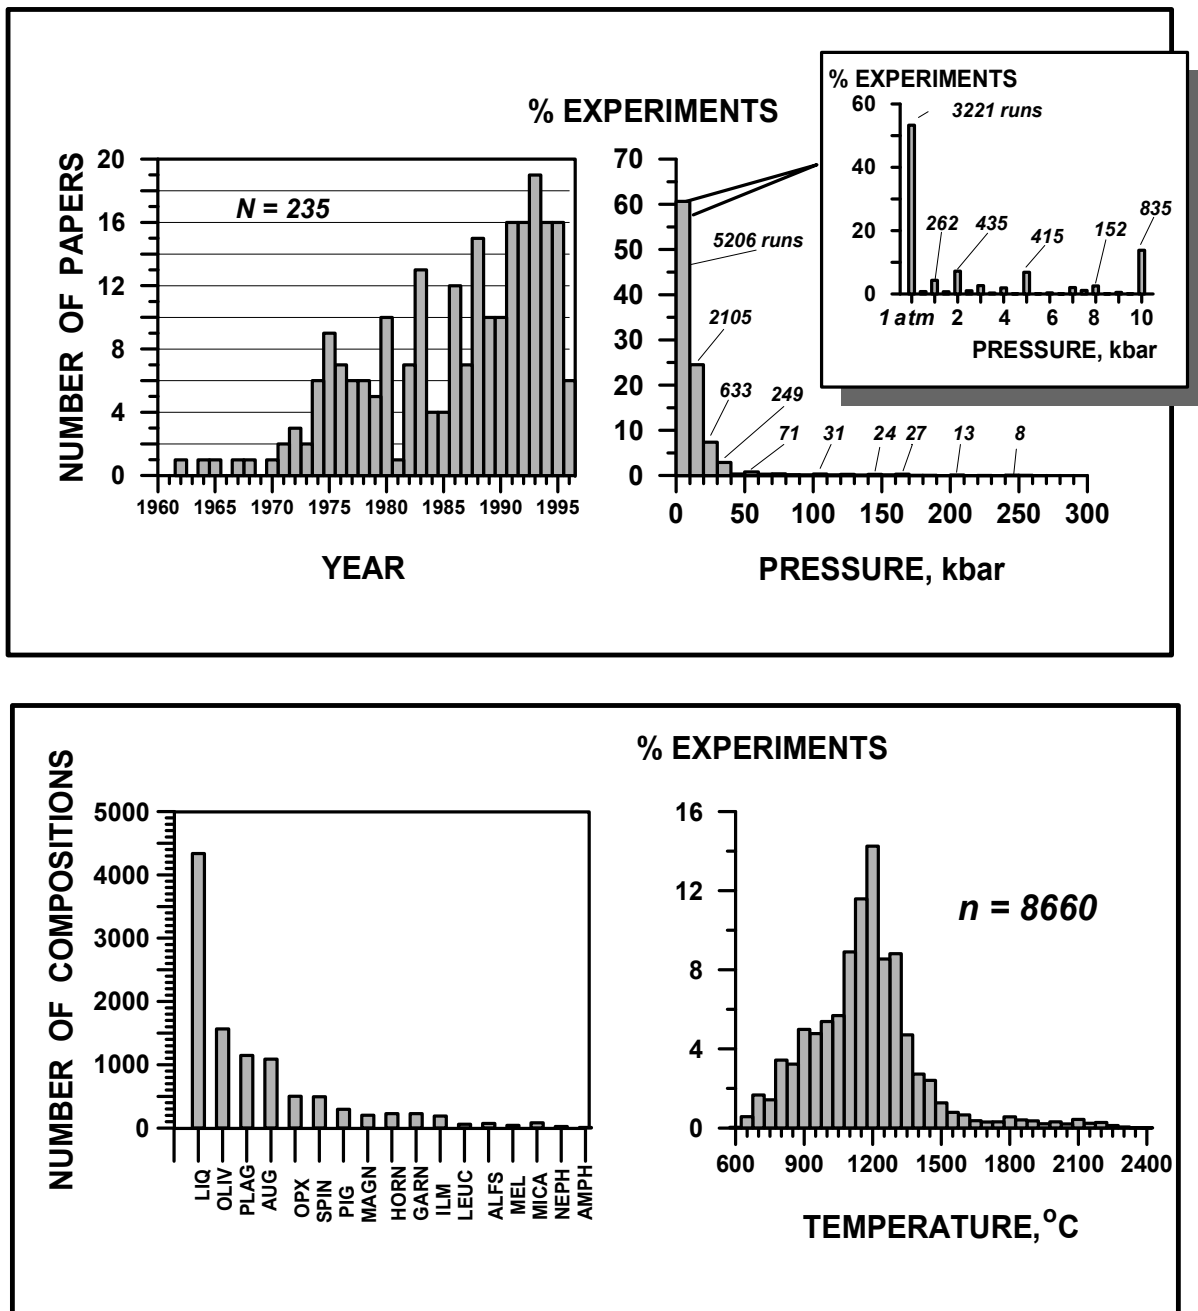 % EXPERIMENTS
NUMBER OF PAPERS
20
16
12
8
4
0
N = 235
1960 1965 1970 1975 1980 1985 1990 1995
YEAR
% EXPERIMENTS
70
60
50
40
30
20
10
0
5206 runs
2105
633
249
71
31
24
27
13
8
0 50 100 150 200 250 300
PRESSURE, kbar
60
40
20
0
3221 runs
262
435
415
152
835
1 atm 2 4 6 8 10
PRESSURE, kbar
NUMBER OF COMPOSITIONS
5000
4000
3000
2000
1000
0
LIQ
OLIV
PLAG
AUG
OPX
SPIN
PIG
MAGN
HORN
GARN
ILM
LEUC
ALFS
MEL
MICA
NEPH
AMPH
% EXPERIMENTS
16
12
8
4
0
n = 8660
600 900 1200 1500 1800 2100 2400
TEMPERATURE,°C